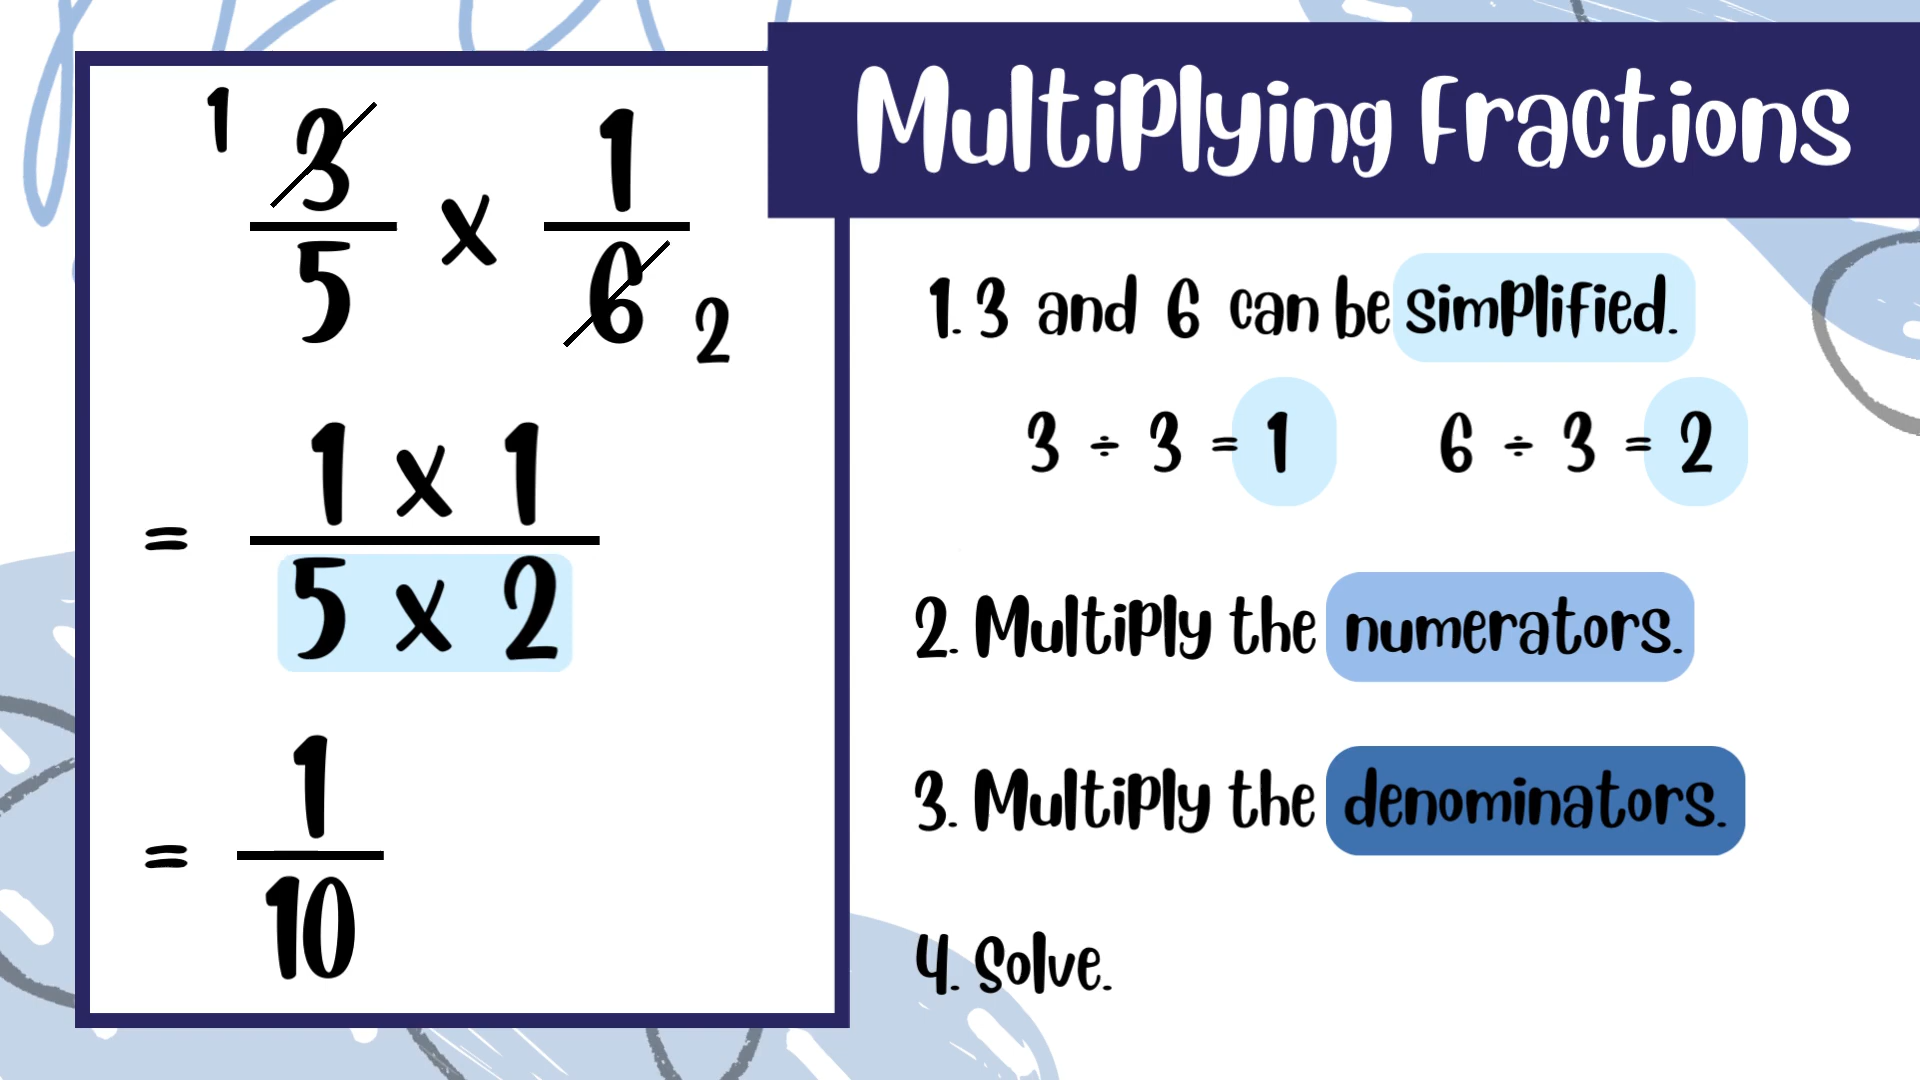 Multiplying Fractions
1 3 x 1
5 6 2
= 1 x 1
5 x 2
= 1
10
1. 3 and 6 can be simplified.
3 ÷ 3 = 1 6 ÷ 3 = 2
2. Multiply the numerators.
3. Multiply the denominators.
4. Solve.